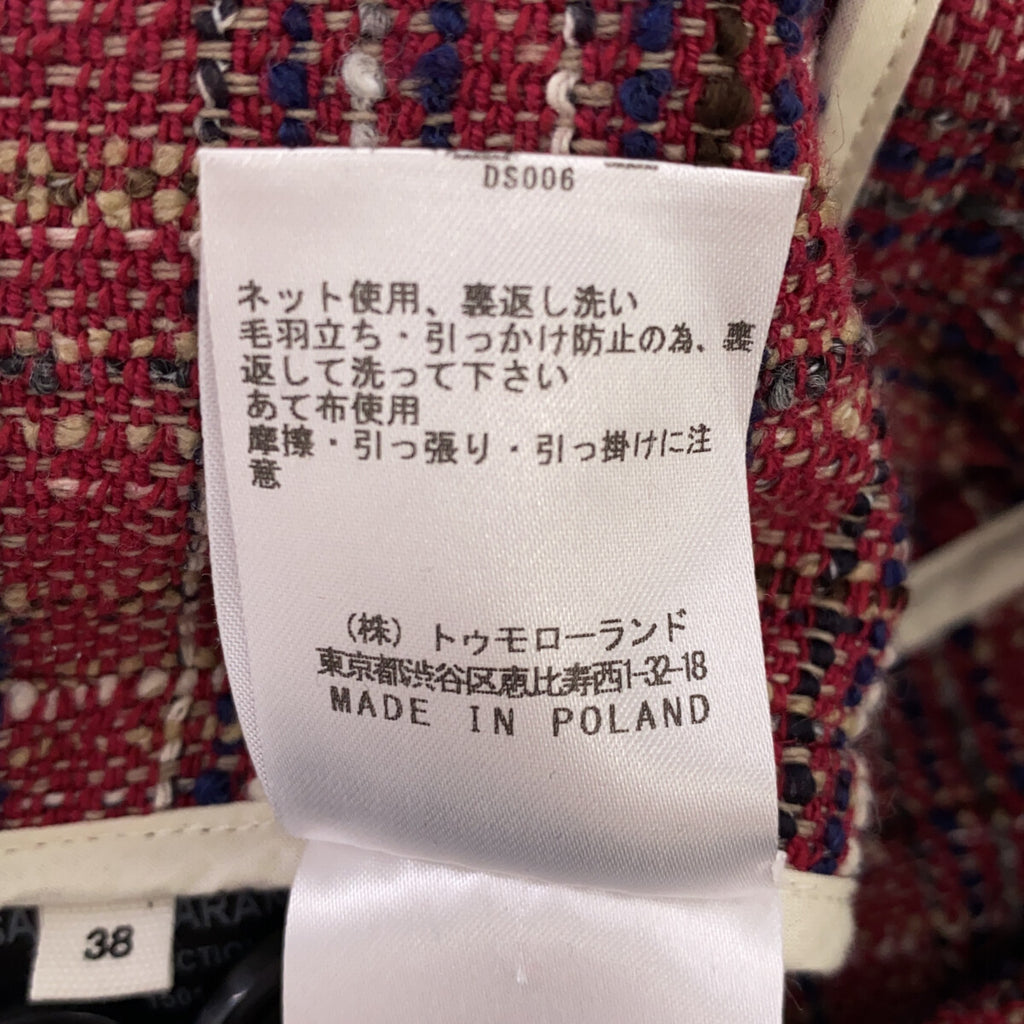 DS006
ネット使用、裏返し洗い
毛羽立ち・引っかけ防止の為、裏
返して洗って下さい
あて布使用
摩擦・引っ張り・引っ掛けに注
意
（株）トゥモローランド
東京都渋谷区恵比寿西1-32-18
MADE IN POLAND
38